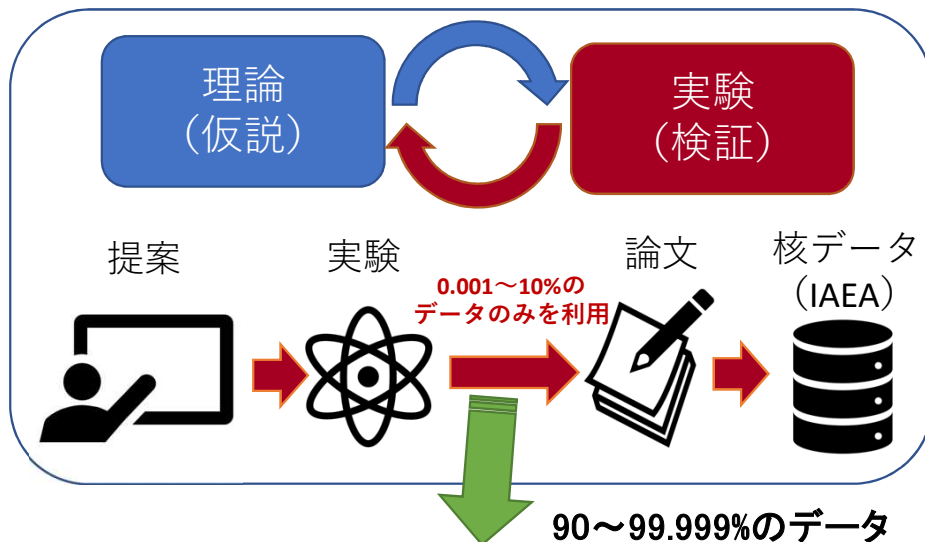 理論
（仮説）
実験
（検証）
提案
実験
0.001～10%の
データのみを利用
論文
核データ
（IAEA）
90～99.999%のデータ